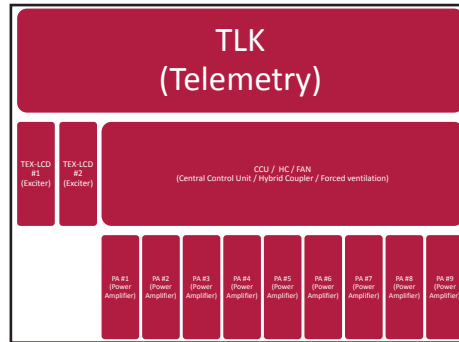 TLK
(Telemetry)
TEX-LCD
#1
(Exciter)
TEX-LCD
#2
(Exciter)
CCU / HC / FAN
(Central Control Unit / Hybrid Coupler / Forced ventilation)
PA #1
(Power
Amplifier)
PA #2
(Power
Amplifier)
PA #3
(Power
Amplifier)
PA #4
(Power
Amplifier)
PA #5
(Power
Amplifier)
PA #6
(Power
Amplifier)
PA #7
(Power
Amplifier)
PA #8
(Power
Amplifier)
PA #9
(Power
Amplifier)